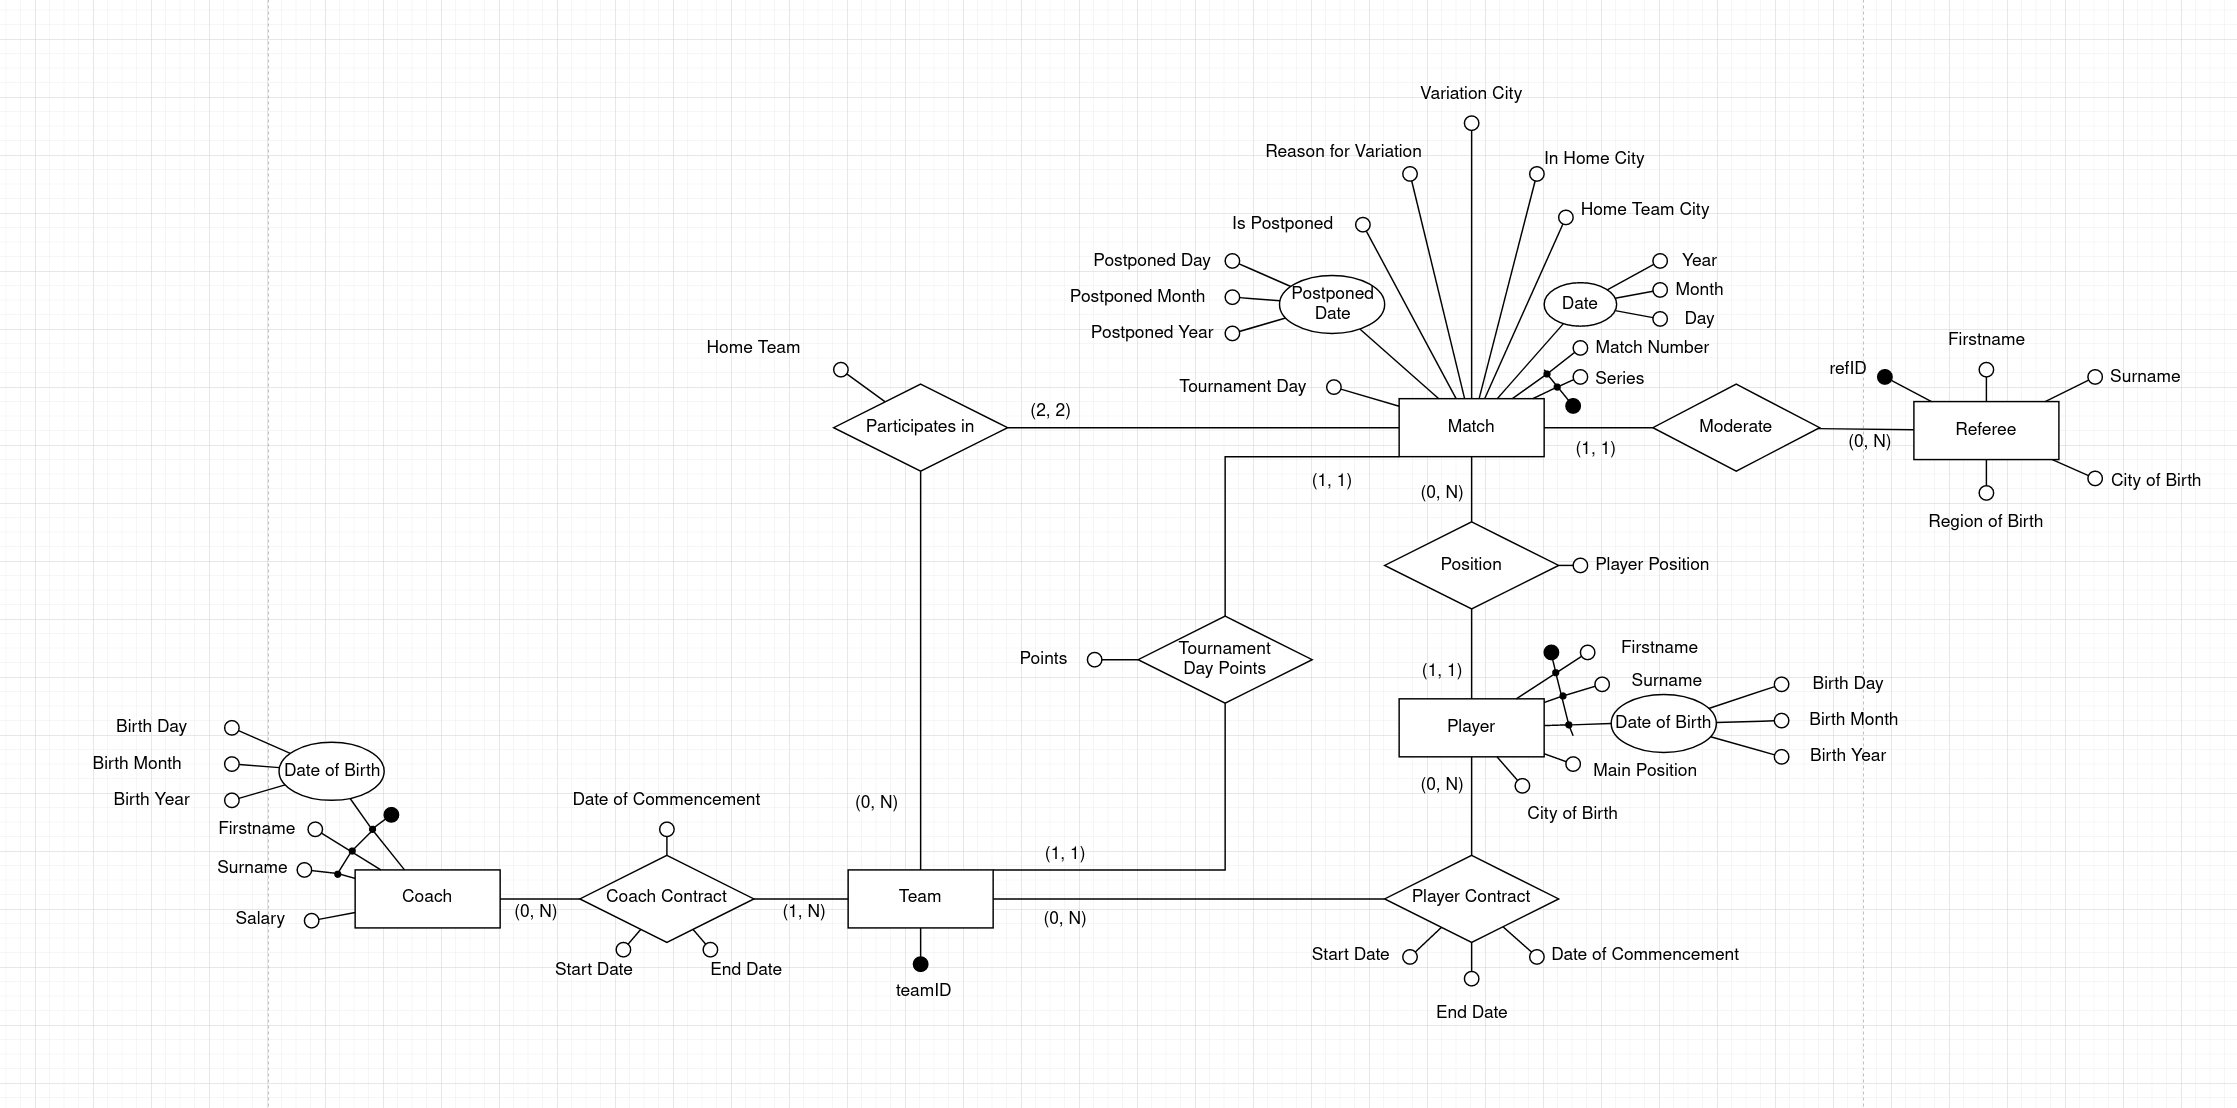 Variation City
Reason for Variation
In Home City
Home Team City
Is Postponed
Postponed Day
Postponed Month
Postponed Year
Postponed
Date
Date
Year
Month
Day
Match Number
Series
Tournament Day
Home Team
Participates in
(2, 2)
Match
(1, 1)
Moderate
(0, N)
Referee
refID
Firstname
Surname
City of Birth
Region of Birth
(1, 1)
(0, N)
Position
Player Position
Points
Tournament
Day Points
(1, 1)
Player
Firstname
Surname
Date of Birth
Birth Day
Birth Month
Birth Year
Main Position
City of Birth
(0, N)
Birth Day
Birth Month
Birth Year
Date of Birth
Firstname
Surname
Salary
Coach
(0, N)
Date of Commencement
Coach Contract
Start Date
End Date
(1, N)
(0, N)
(1, 1)
Team
(0, N)
teamID
Player Contract
Start Date
End Date
Date of Commencement